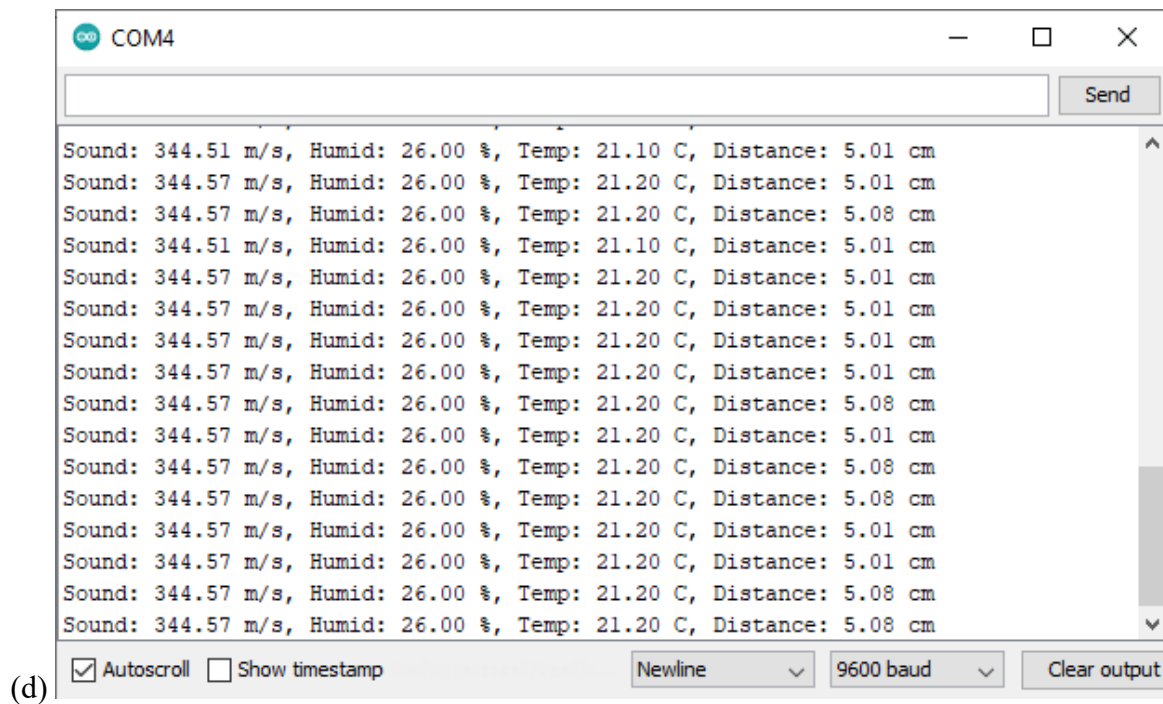 COM4
Send
Sound: 344.51 m/s, Humid: 26.00 %, Temp: 21.10 C, Distance: 5.01 cm
Sound: 344.57 m/s, Humid: 26.00 %, Temp: 21.20 C, Distance: 5.01 cm
Sound: 344.57 m/s, Humid: 26.00 %, Temp: 21.20 C, Distance: 5.08 cm
Sound: 344.51 m/s, Humid: 26.00 %, Temp: 21.10 C, Distance: 5.01 cm
Sound: 344.57 m/s, Humid: 26.00 %, Temp: 21.20 C, Distance: 5.01 cm
Sound: 344.57 m/s, Humid: 26.00 %, Temp: 21.20 C, Distance: 5.01 cm
Sound: 344.57 m/s, Humid: 26.00 %, Temp: 21.20 C, Distance: 5.01 cm
Sound: 344.57 m/s, Humid: 26.00 %, Temp: 21.20 C, Distance: 5.01 cm
Sound: 344.57 m/s, Humid: 26.00 %, Temp: 21.20 C, Distance: 5.08 cm
Sound: 344.57 m/s, Humid: 26.00 %, Temp: 21.20 C, Distance: 5.01 cm
Sound: 344.57 m/s, Humid: 26.00 %, Temp: 21.20 C, Distance: 5.08 cm
Sound: 344.57 m/s, Humid: 26.00 %, Temp: 21.20 C, Distance: 5.08 cm
Sound: 344.57 m/s, Humid: 26.00 %, Temp: 21.20 C, Distance: 5.01 cm
Sound: 344.57 m/s, Humid: 26.00 %, Temp: 21.20 C, Distance: 5.01 cm
Sound: 344.57 m/s, Humid: 26.00 %, Temp: 21.20 C, Distance: 5.08 cm
Sound: 344.57 m/s, Humid: 26.00 %, Temp: 21.20 C, Distance: 5.08 cm
(d) Autoscroll Show timestamp Newline 9600 baud Clear output